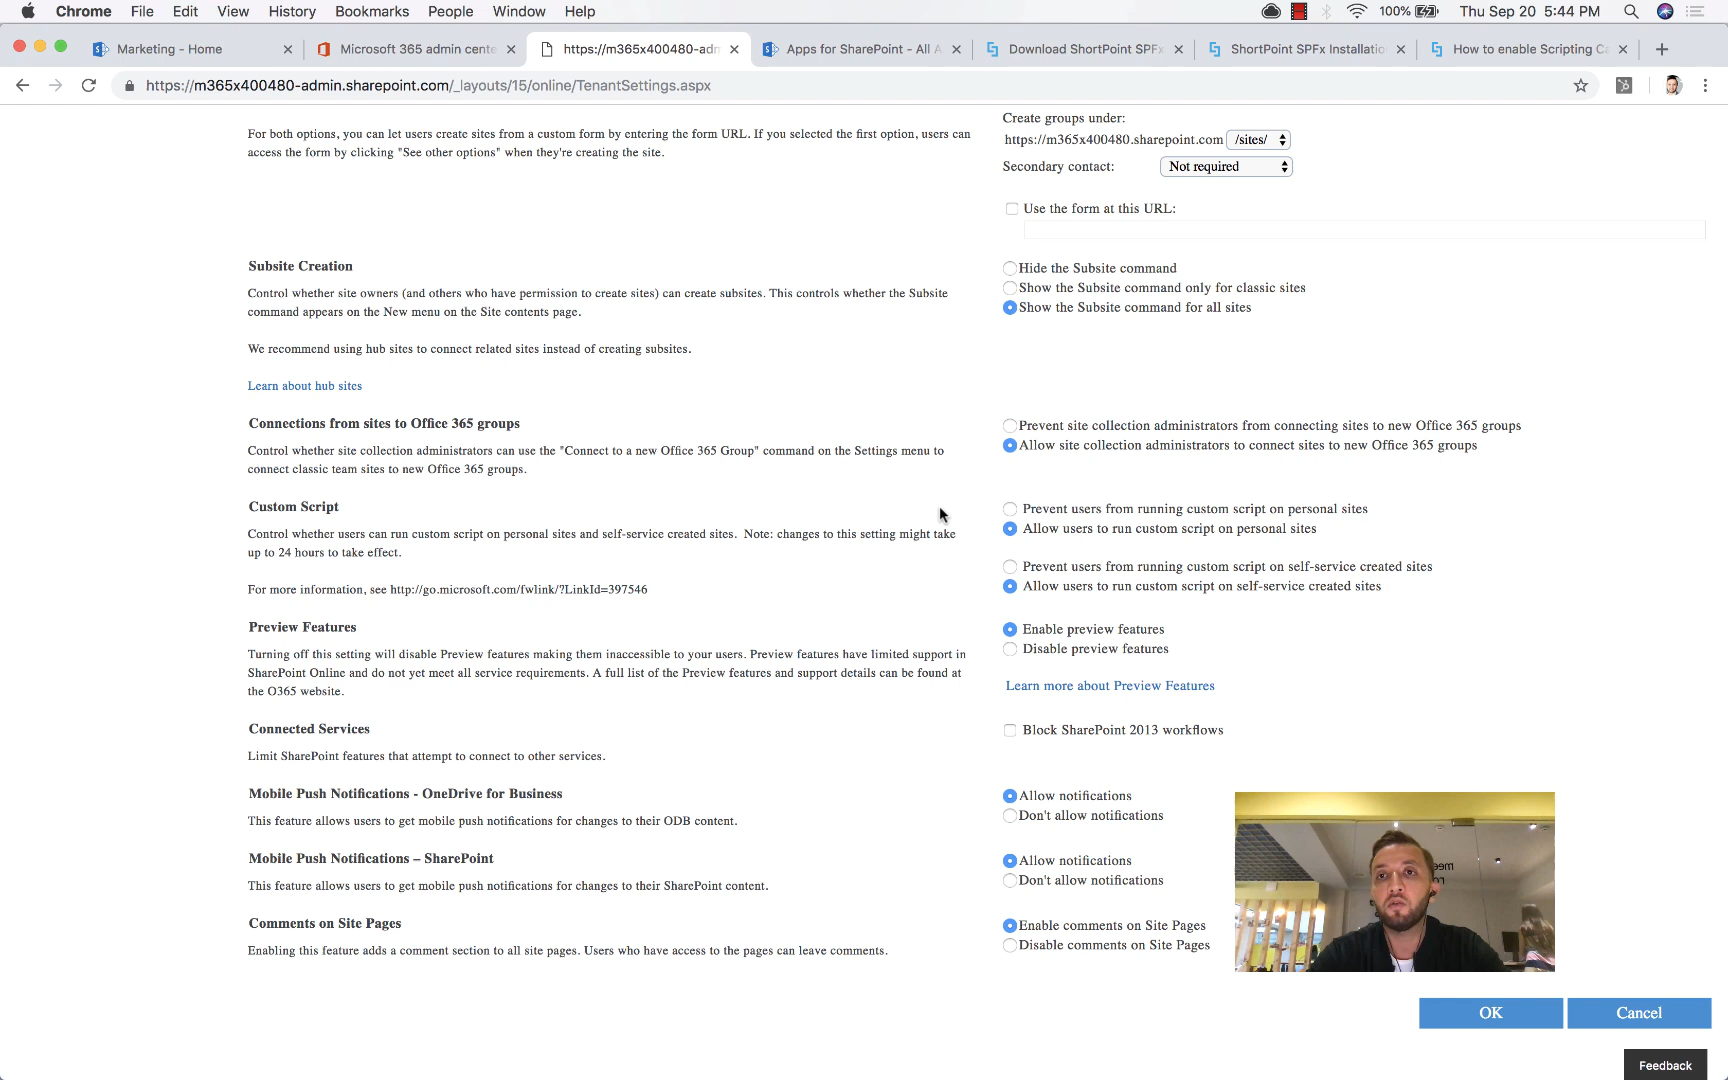 Chrome File Edit View History Bookmarks People Window Help 100% Thu Sep 20 5:44 PM
Marketing - Home
Microsoft 365 admin cente
https://m365x400480-adm
Apps for SharePoint - All A
Download ShortPoint SPFx
ShortPoint SPFx Installatio
How to enable Scripting Ca
https://m365x400480-admin.sharepoint.com/_layouts/15/online/TenantSettings.aspx
For both options, you can let users create sites from a custom form by entering the form URL. If you selected the first option, users can
access the form by clicking "See other options" when they're creating the site.
Create groups under:
https://m365x400480.sharepoint.com /sites/
Secondary contact: Not required
Use the form at this URL:
Subsite Creation
Control whether site owners (and others who have permission to create sites) can create subsites. This controls whether the Subsite
command appears on the New menu on the Site contents page.
We recommend using hub sites to connect related sites instead of creating subsites.
Learn about hub sites
Hide the Subsite command
Show the Subsite command only for classic sites
Show the Subsite command for all sites
Connections from sites to Office 365 groups
Control whether site collection administrators can use the "Connect to a new Office 365 Group" command on the Settings menu to
connect classic team sites to new Office 365 groups.
Prevent site collection administrators from connecting sites to new Office 365 groups
Allow site collection administrators to connect sites to new Office 365 groups
Custom Script
Control whether users can run custom script on personal sites and self-service created sites. Note: changes to this setting might take
up to 24 hours to take effect.
For more information, see http://go.microsoft.com/fwlink/?LinkId=397546
Prevent users from running custom script on personal sites
Allow users to run custom script on personal sites
Prevent users from running custom script on self-service created sites
Allow users to run custom script on self-service created sites
Preview Features
Turning off this setting will disable Preview features making them inaccessible to your users. Preview features have limited support in
SharePoint Online and do not yet meet all service requirements. A full list of the Preview features and support details can be found at
the O365 website.
Enable preview features
Disable preview features
Learn more about Preview Features
Connected Services
Limit SharePoint features that attempt to connect to other services.
Block SharePoint 2013 workflows
Mobile Push Notifications - OneDrive for Business
This feature allows users to get mobile push notifications for changes to their ODB content.
Allow notifications
Don't allow notifications
Mobile Push Notifications – SharePoint
This feature allows users to get mobile push notifications for changes to their SharePoint content.
Allow notifications
Don't allow notifications
Comments on Site Pages
Enabling this feature adds a comment section to all site pages. Users who have access to the pages can leave comments.
Enable comments on Site Pages
Disable comments on Site Pages
OK Cancel
Feedback